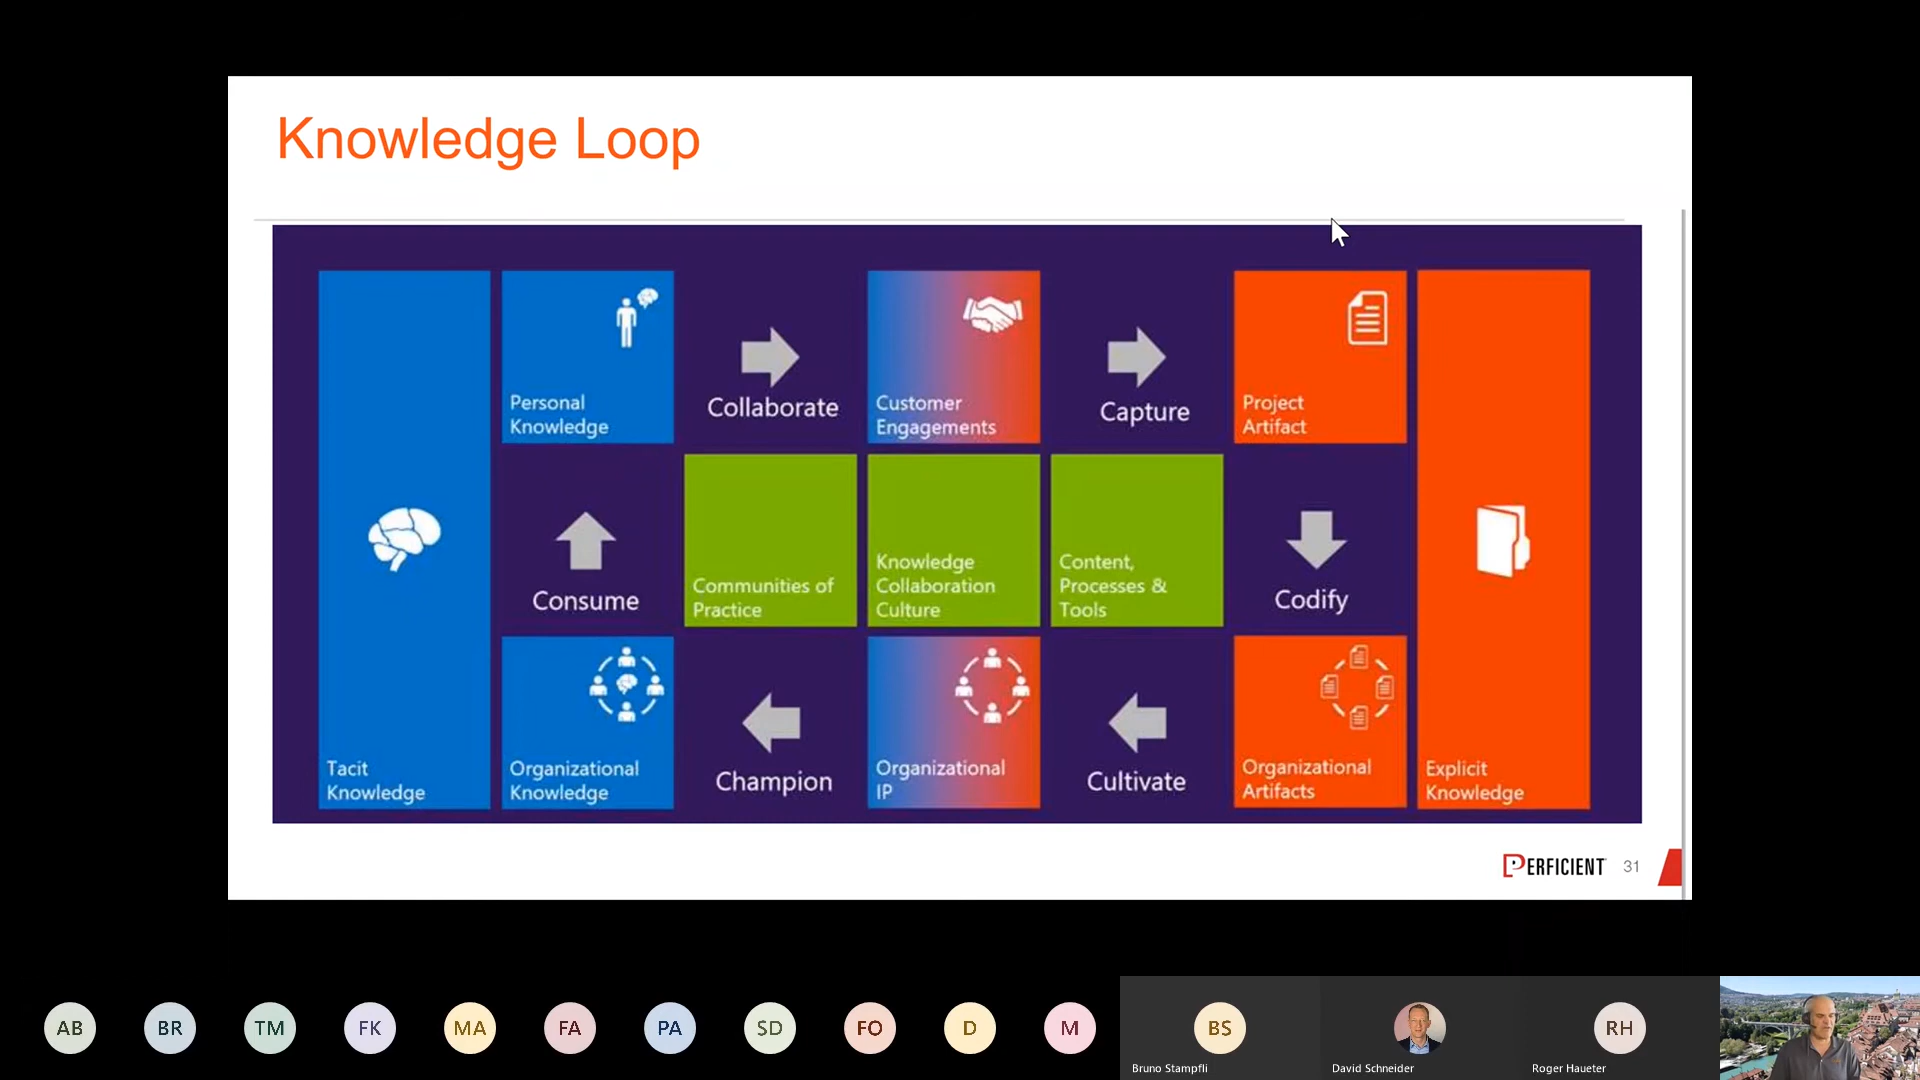 Knowledge Loop
Personal
Knowledge
Collaborate
Customer
Engagements
Capture
Project
Artifact
Consume
Communities of
Practice
Knowledge
Collaboration
Culture
Content,
Processes &
Tools
Codify
Tacit
Knowledge
Organizational
Knowledge
Champion
Organizational
IP
Cultivate
Organizational
Artifacts
Explicit
Knowledge
PERFICIENT 31
AB BR TM FK MA FA PA SD FO D M BS RH
Bruno Stampfli David Schneider Roger Haueter